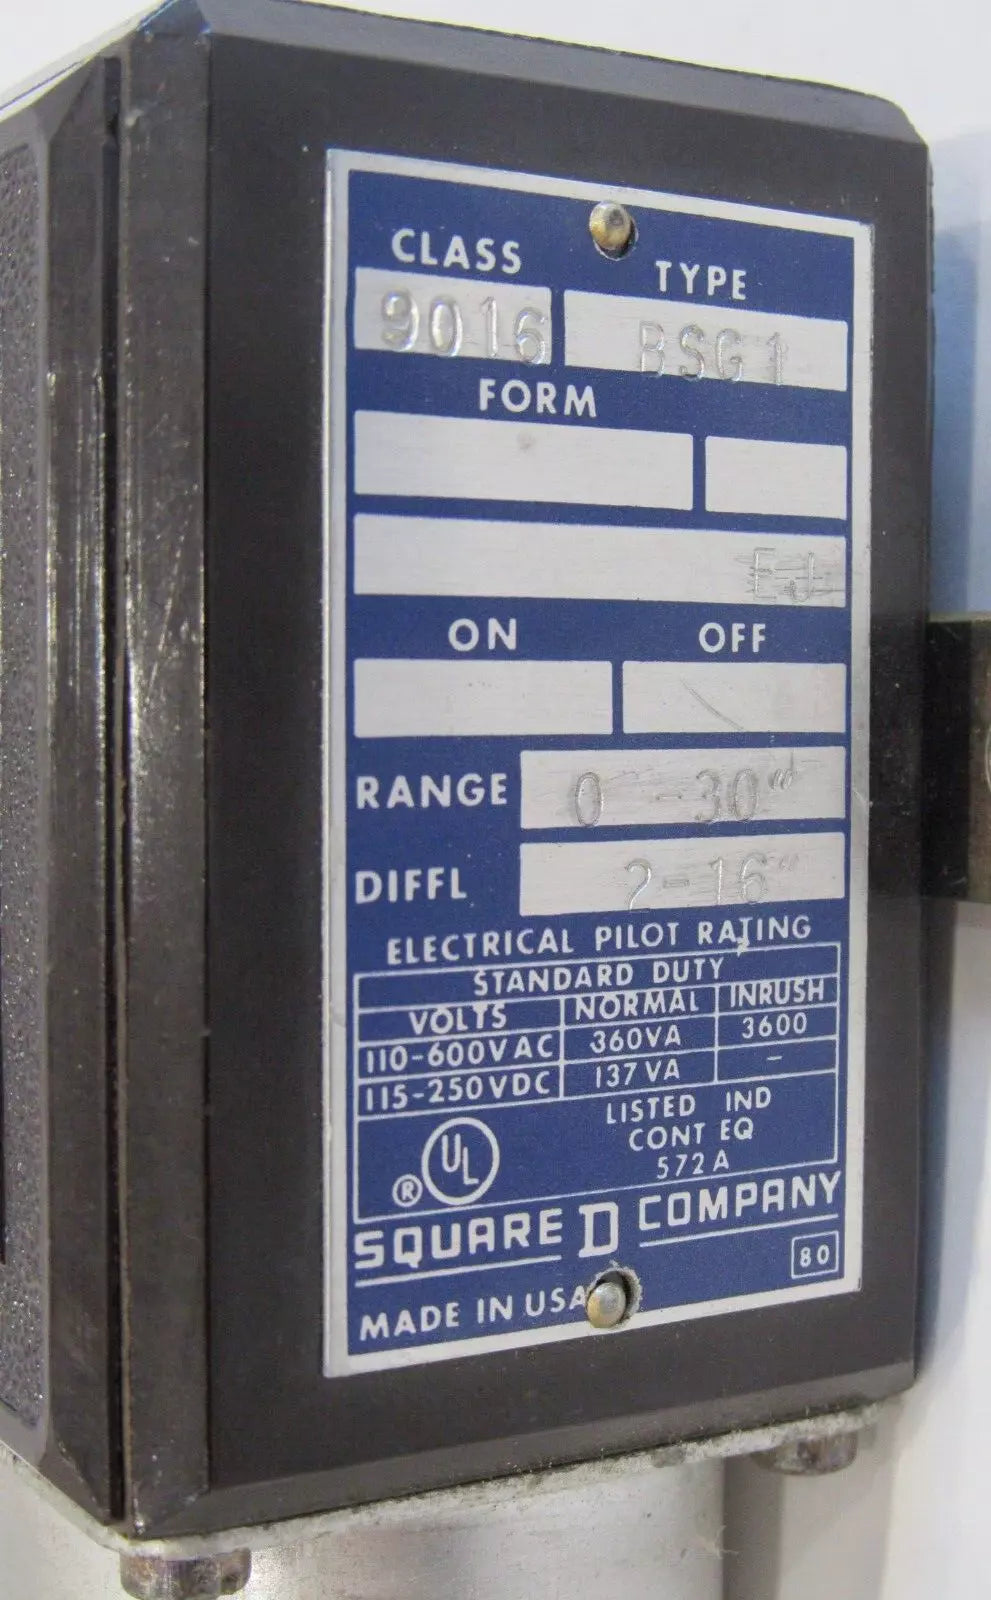 CLASS TYPE
9016 BSG1
FORM
EJ
ON OFF
RANGE 0 -30"
DIFFL 2-16"
ELECTRICAL PILOT RATING
STANDARD DUTY
VOLTS NORMAL INRUSH
110-600VAC 360VA 3600
115-250VDC 137VA -
UL ®
LISTED IND
CONT EQ
572A
SQUARE D COMPANY
MADE IN USA 80